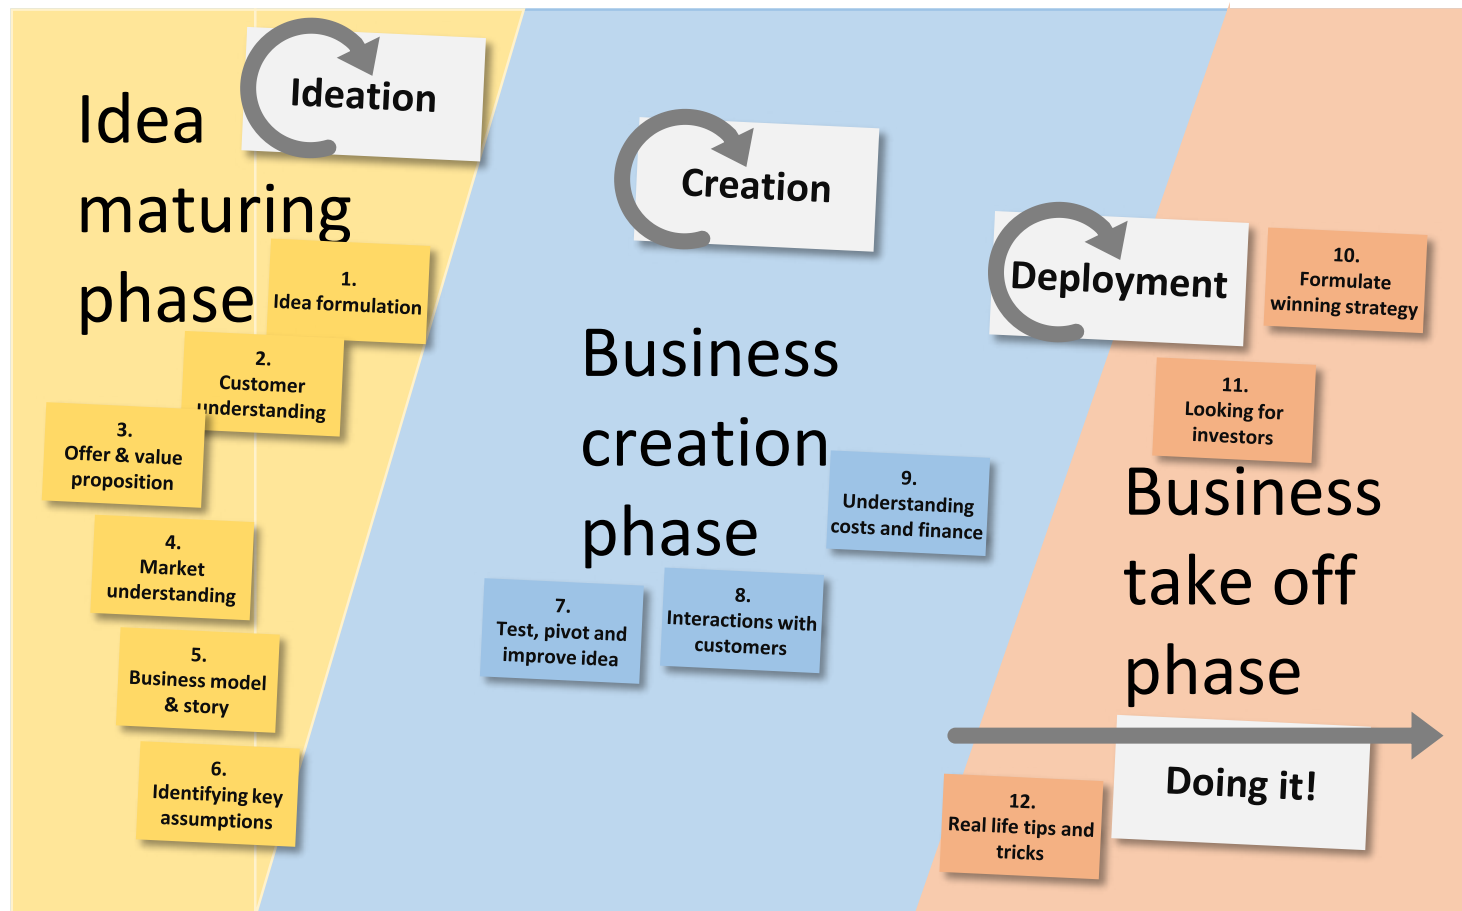 Idea
maturing
phase
Ideation
1.
Idea formulation
2.
Customer
understanding
3.
Offer & value
proposition
4.
Market
understanding
5.
Business model
& story
6.
Identifying key
assumptions
Creation
Business
creation
phase
7.
Test, pivot and
improve idea
8.
Interactions with
customers
9.
Understanding
costs and finance
Deployment
10.
Formulate
winning strategy
11.
Looking for
investors
Business
take off
phase
Doing it!
12.
Real life tips and
tricks